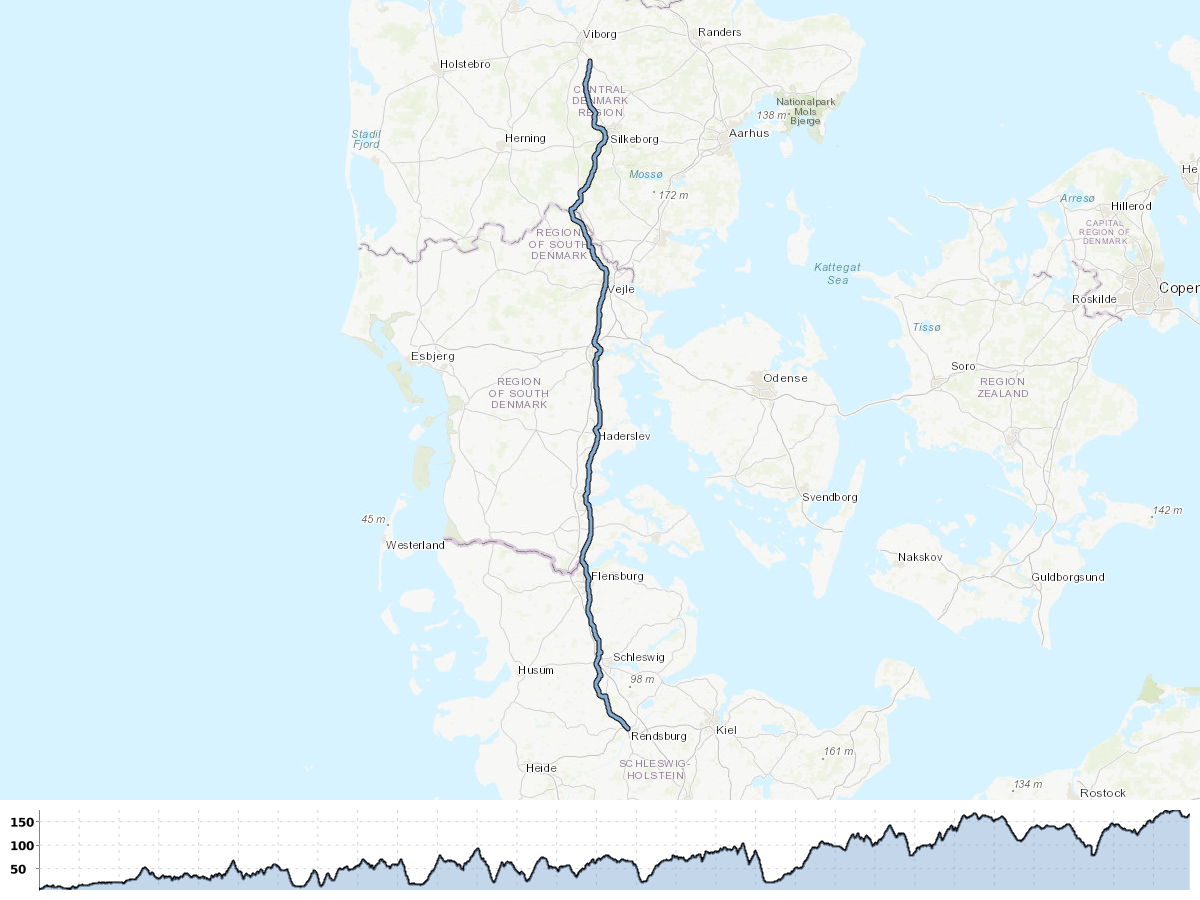 Viborg
Randers
Holstebro
CENTRAL
DENMARK
REGION
Nationalpark
Mols
Bjerge
138 m
Stadil
Fjord
Herning
Silkeborg
Aarhus
Mossø
172 m
He
Arresø
Hillerod
CAPITAL
REGION OF
DENMARK
REGION
OF SOUTH
DENMARK
Kattegat
Sea
Vejle
Copen
Roskilde
Tissø
Esbjerg
Soro
REGION
OF SOUTH
DENMARK
Odense
REGION
ZEALAND
Haderslev
Svendborg
142 m
45 m
Westerland
Nakskov
Flensburg
Guldborgsund
Schleswig
Husum
98 m
Rendsburg
Kiel
161 m
SCHLESWIG-
HOLSTEIN
Heide
134 m
Rostock
150
100
50